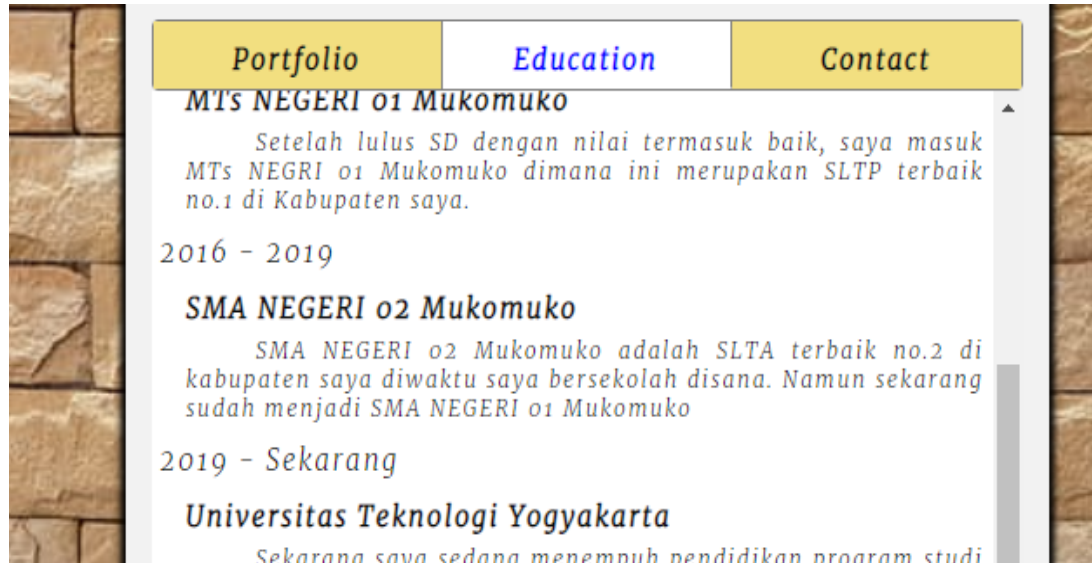 Portfolio Education Contact
MTs NEGERI 01 Mukomuko
Setelah lulus SD dengan nilai termasuk baik, saya masuk
MTs NEGRI 01 Mukomuko dimana ini merupakan SLTP terbaik
no.1 di Kabupaten saya.
2016 - 2019
SMA NEGERI 02 Mukomuko
SMA NEGERI 02 Mukomuko adalah SLTA terbaik no.2 di
kabupaten saya diwaktu saya bersekolah disana. Namun sekarang
sudah menjadi SMA NEGERI 01 Mukomuko
2019 - Sekarang
Universitas Teknologi Yogyakarta
Sekarang saya sedang menempuh pendidikan program studi